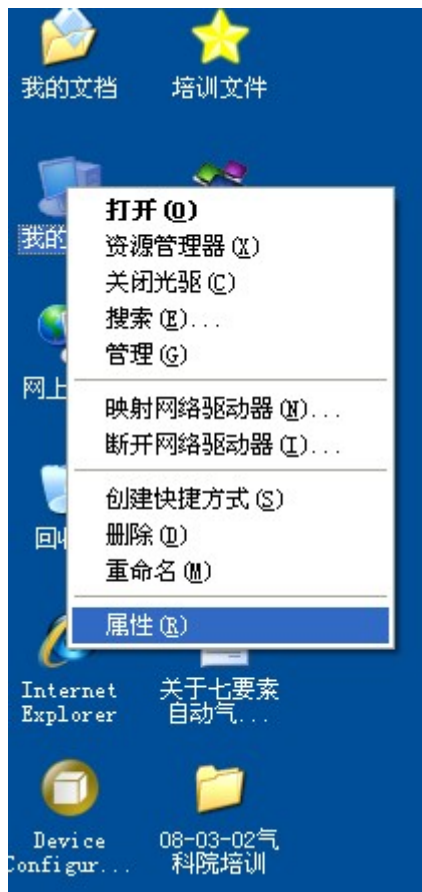 我的文档
培训文件
我的
打开(O)
资源管理器(X)
关闭光驱(C)
搜索(E)...
管理(G)
网上
映射网络驱动器(N)...
断开网络驱动器(I)...
创建快捷方式(S)
回收
删除(D)
重命名(M)
属性(R)
Internet
Explorer
关于七要素
自动气...
Device
Configur...
08-03-02气
科院培训